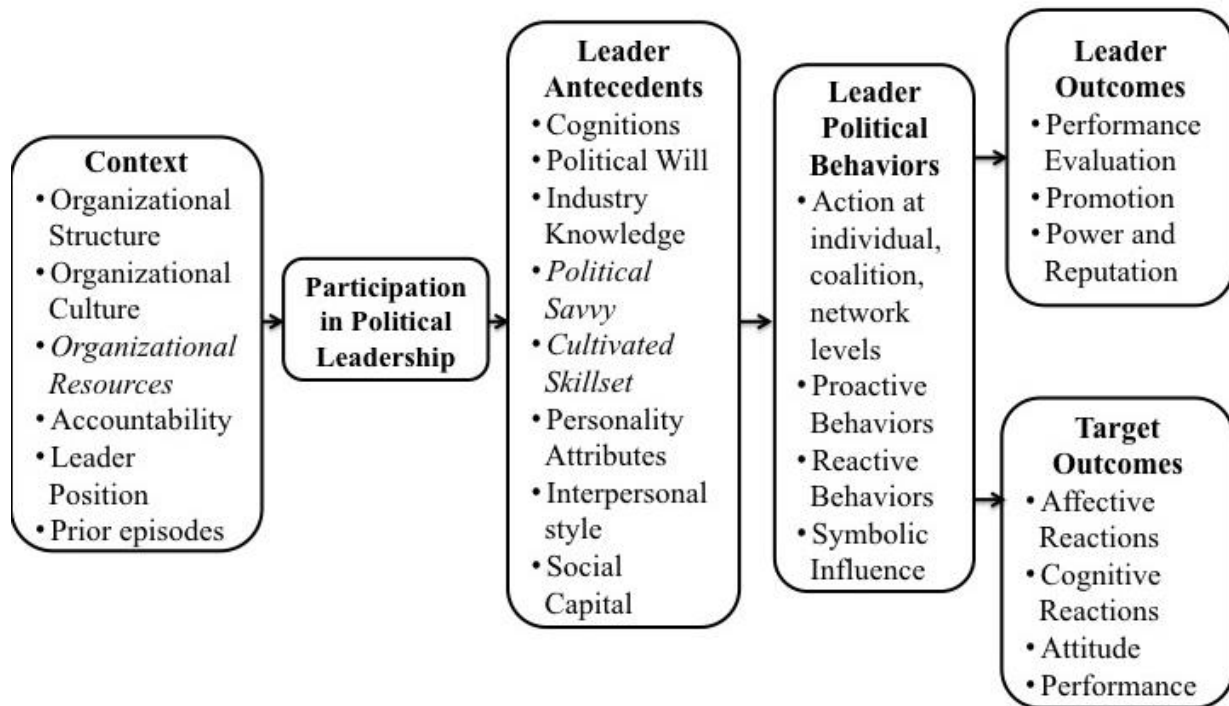 Context
• Organizational
Structure
• Organizational
Culture
• Organizational
Resources
• Accountability
• Leader
Position
• Prior episodes
Participation
in Political
Leadership
Leader
Antecedents
• Cognitions
• Political Will
• Industry
Knowledge
• Political
Savvy
• Cultivated
Skillset
• Personality
Attributes
• Interpersonal
style
• Social
Capital
Leader
Political
Behaviors
• Action at
individual,
coalition,
network
levels
• Proactive
Behaviors
• Reactive
Behaviors
• Symbolic
Influence
Leader
Outcomes
• Performance
Evaluation
• Promotion
• Power and
Reputation
Target
Outcomes
• Affective
Reactions
• Cognitive
Reactions
• Attitude
• Performance